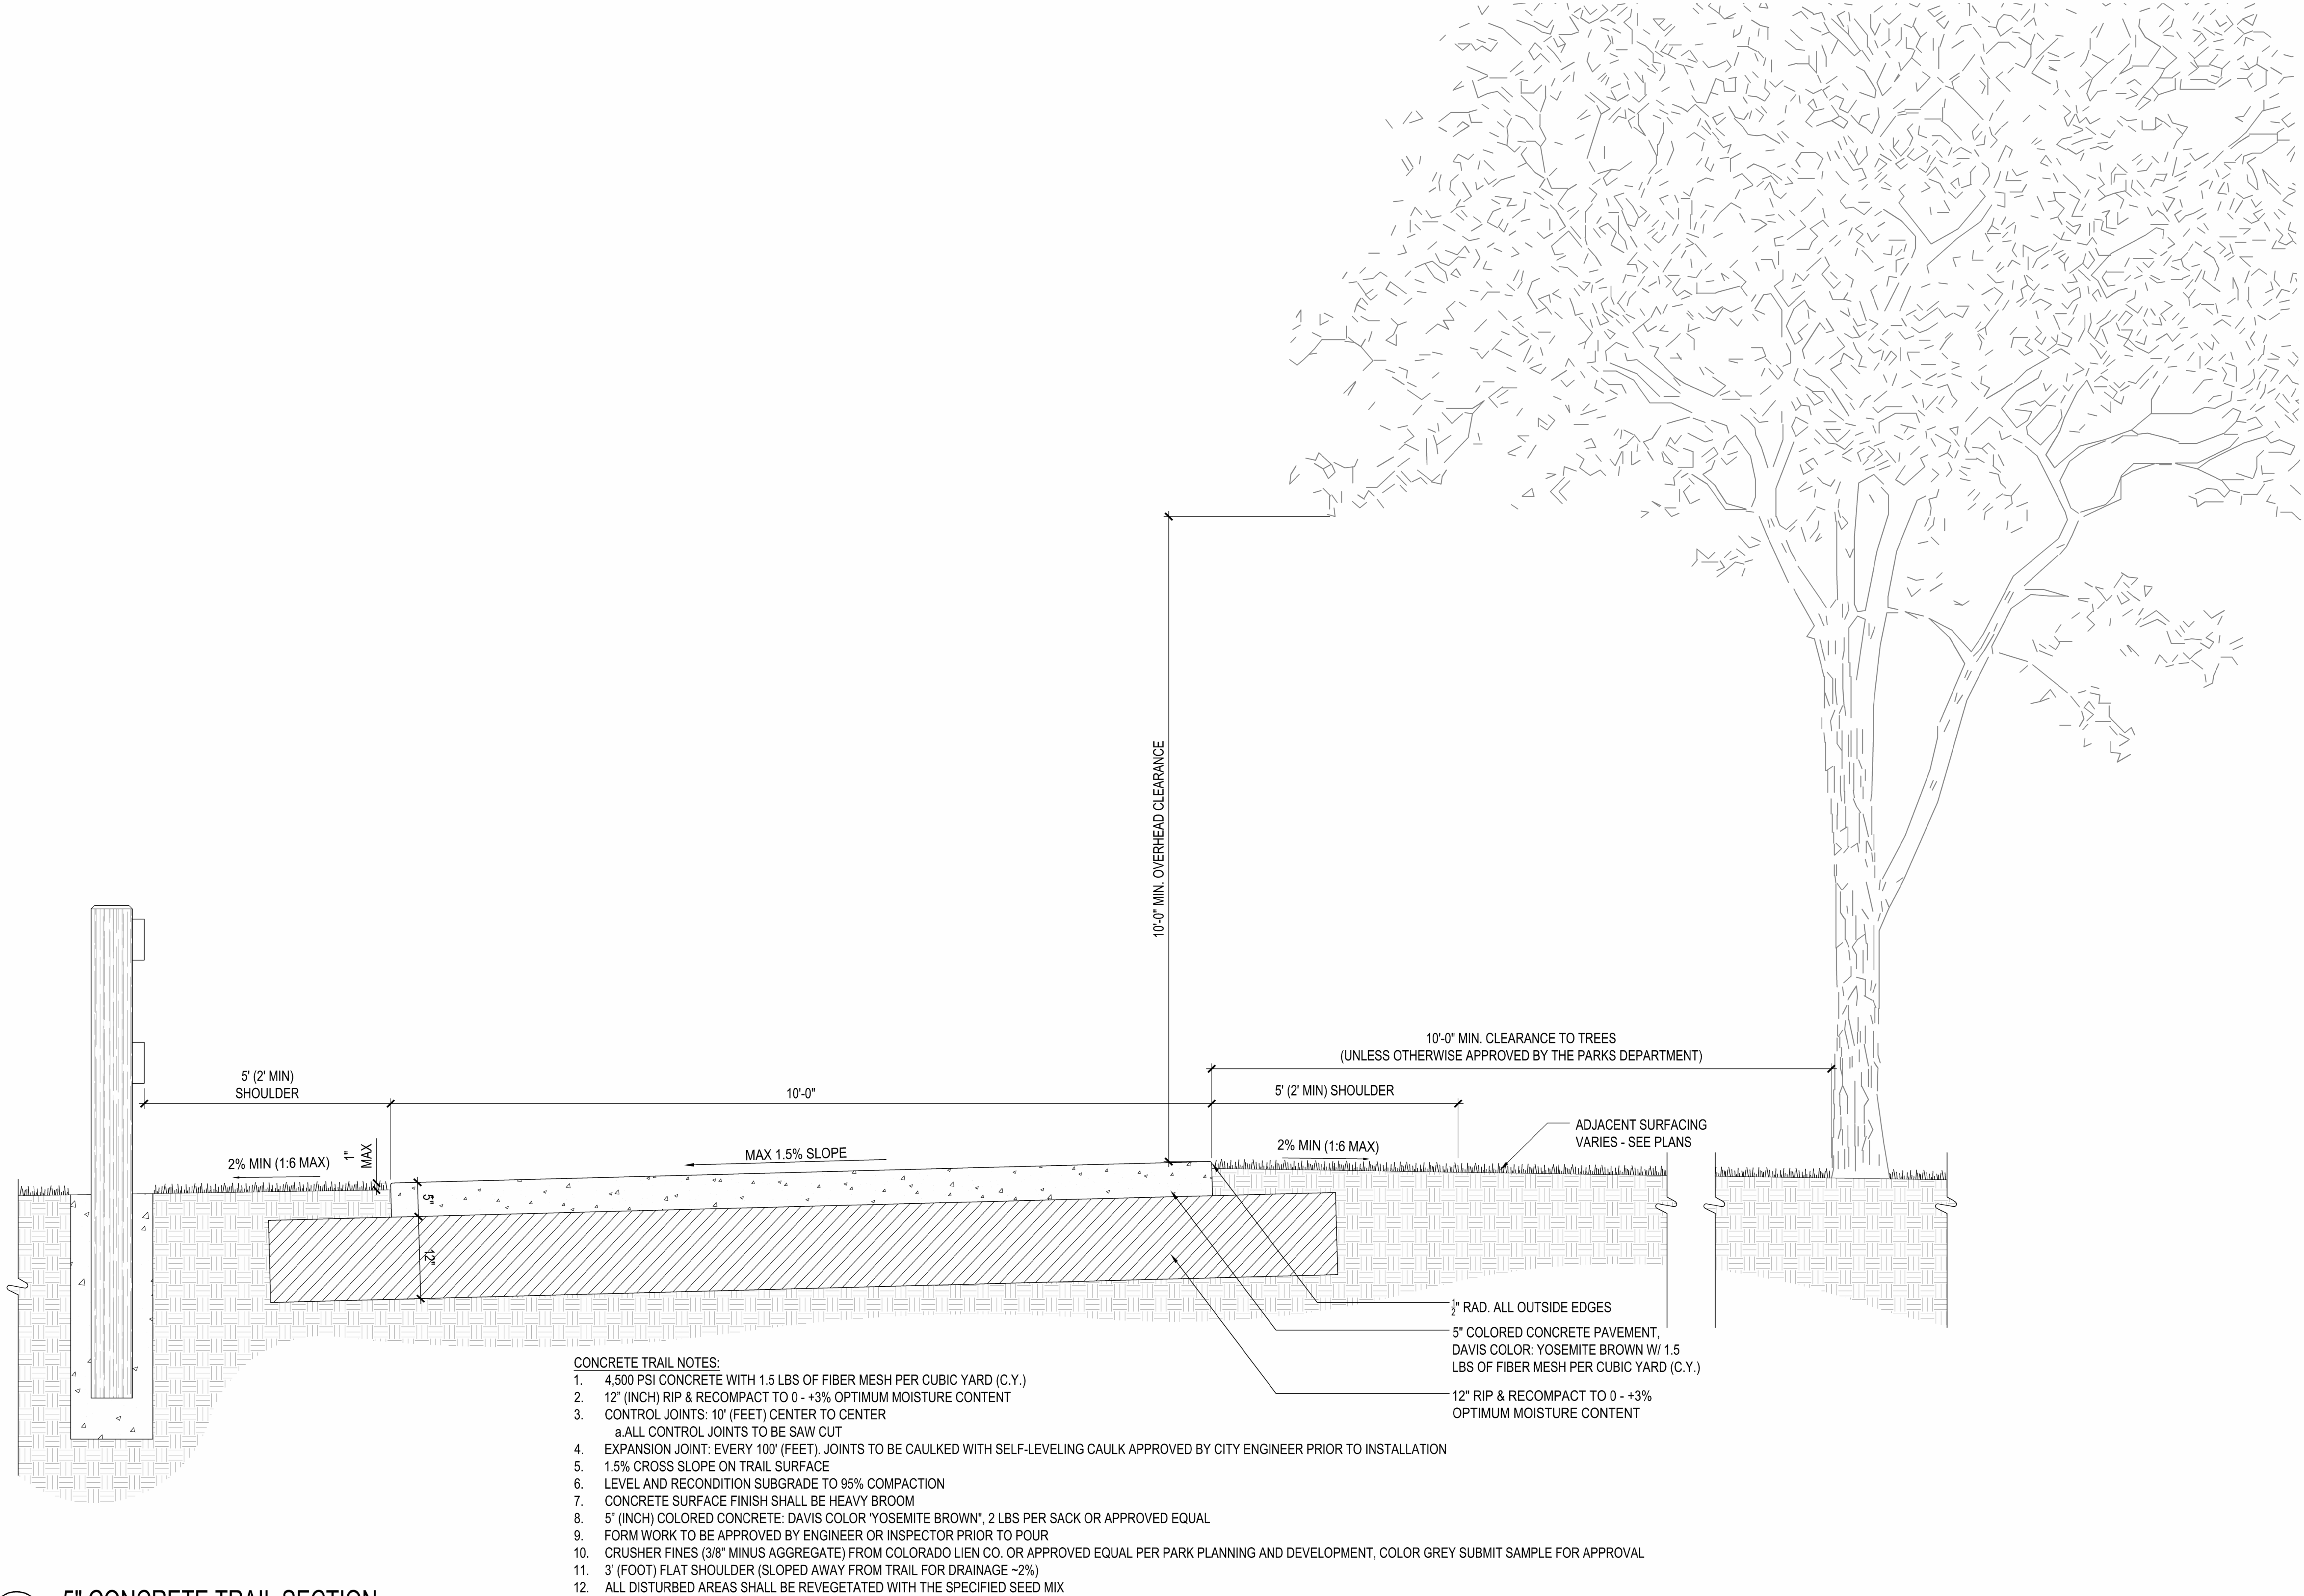 10'-0" MIN. OVERHEAD CLEARANCE
10'-0" MIN. CLEARANCE TO TREES
(UNLESS OTHERWISE APPROVED BY THE PARKS DEPARTMENT)
5' (2' MIN)
SHOULDER
10'-0"
5' (2' MIN) SHOULDER
ADJACENT SURFACING
VARIES - SEE PLANS
2% MIN (1:6 MAX)
1"
MAX
MAX 1.5% SLOPE
2% MIN (1:6 MAX)
5"
12"
½" RAD. ALL OUTSIDE EDGES
5" COLORED CONCRETE PAVEMENT,
DAVIS COLOR: YOSEMITE BROWN W/ 1.5
LBS OF FIBER MESH PER CUBIC YARD (C.Y.)
12" RIP & RECOMPACT TO 0 - +3%
OPTIMUM MOISTURE CONTENT
CONCRETE TRAIL NOTES:
1. 4,500 PSI CONCRETE WITH 1.5 LBS OF FIBER MESH PER CUBIC YARD (C.Y.)
2. 12" (INCH) RIP & RECOMPACT TO 0 - +3% OPTIMUM MOISTURE CONTENT
3. CONTROL JOINTS: 10' (FEET) CENTER TO CENTER
a.ALL CONTROL JOINTS TO BE SAW CUT
4. EXPANSION JOINT: EVERY 100' (FEET). JOINTS TO BE CAULKED WITH SELF-LEVELING CAULK APPROVED BY CITY ENGINEER PRIOR TO INSTALLATION
5. 1.5% CROSS SLOPE ON TRAIL SURFACE
6. LEVEL AND RECONDITION SUBGRADE TO 95% COMPACTION
7. CONCRETE SURFACE FINISH SHALL BE HEAVY BROOM
8. 5" (INCH) COLORED CONCRETE: DAVIS COLOR 'YOSEMITE BROWN", 2 LBS PER SACK OR APPROVED EQUAL
9. FORM WORK TO BE APPROVED BY ENGINEER OR INSPECTOR PRIOR TO POUR
10. CRUSHER FINES (3/8" MINUS AGGREGATE) FROM COLORADO LIEN CO. OR APPROVED EQUAL PER PARK PLANNING AND DEVELOPMENT, COLOR GREY SUBMIT SAMPLE FOR APPROVAL
11. 3' (FOOT) FLAT SHOULDER (SLOPED AWAY FROM TRAIL FOR DRAINAGE ~2%)
12. ALL DISTURBED AREAS SHALL BE REVEGETATED WITH THE SPECIFIED SEED MIX
5" CONCRETE TRAIL SECTION